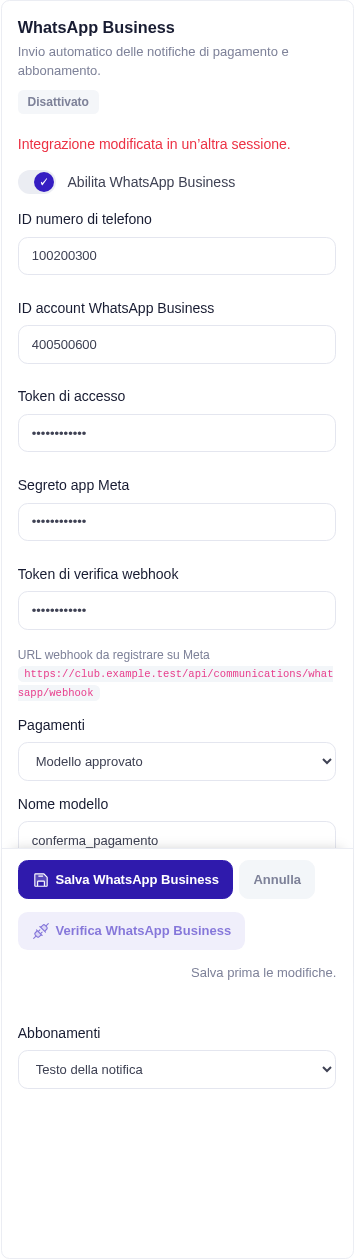 WhatsApp Business
Invio automatico delle notifiche di pagamento e
abbonamento.
Disattivato
Integrazione modificata in un'altra sessione.
Abilita WhatsApp Business
ID numero di telefono
100200300
ID account WhatsApp Business
400500600
Token di accesso
••••••••••••
Segreto app Meta
••••••••••••
Token di verifica webhook
••••••••••••
URL webhook da registrare su Meta
https://club.example.test/api/communications/what
sapp/webhook
Pagamenti
Modello approvato
Nome modello
conferma_pagamento
Salva WhatsApp Business
Annulla
Verifica WhatsApp Business
Salva prima le modifiche.
Abbonamenti
Testo della notifica